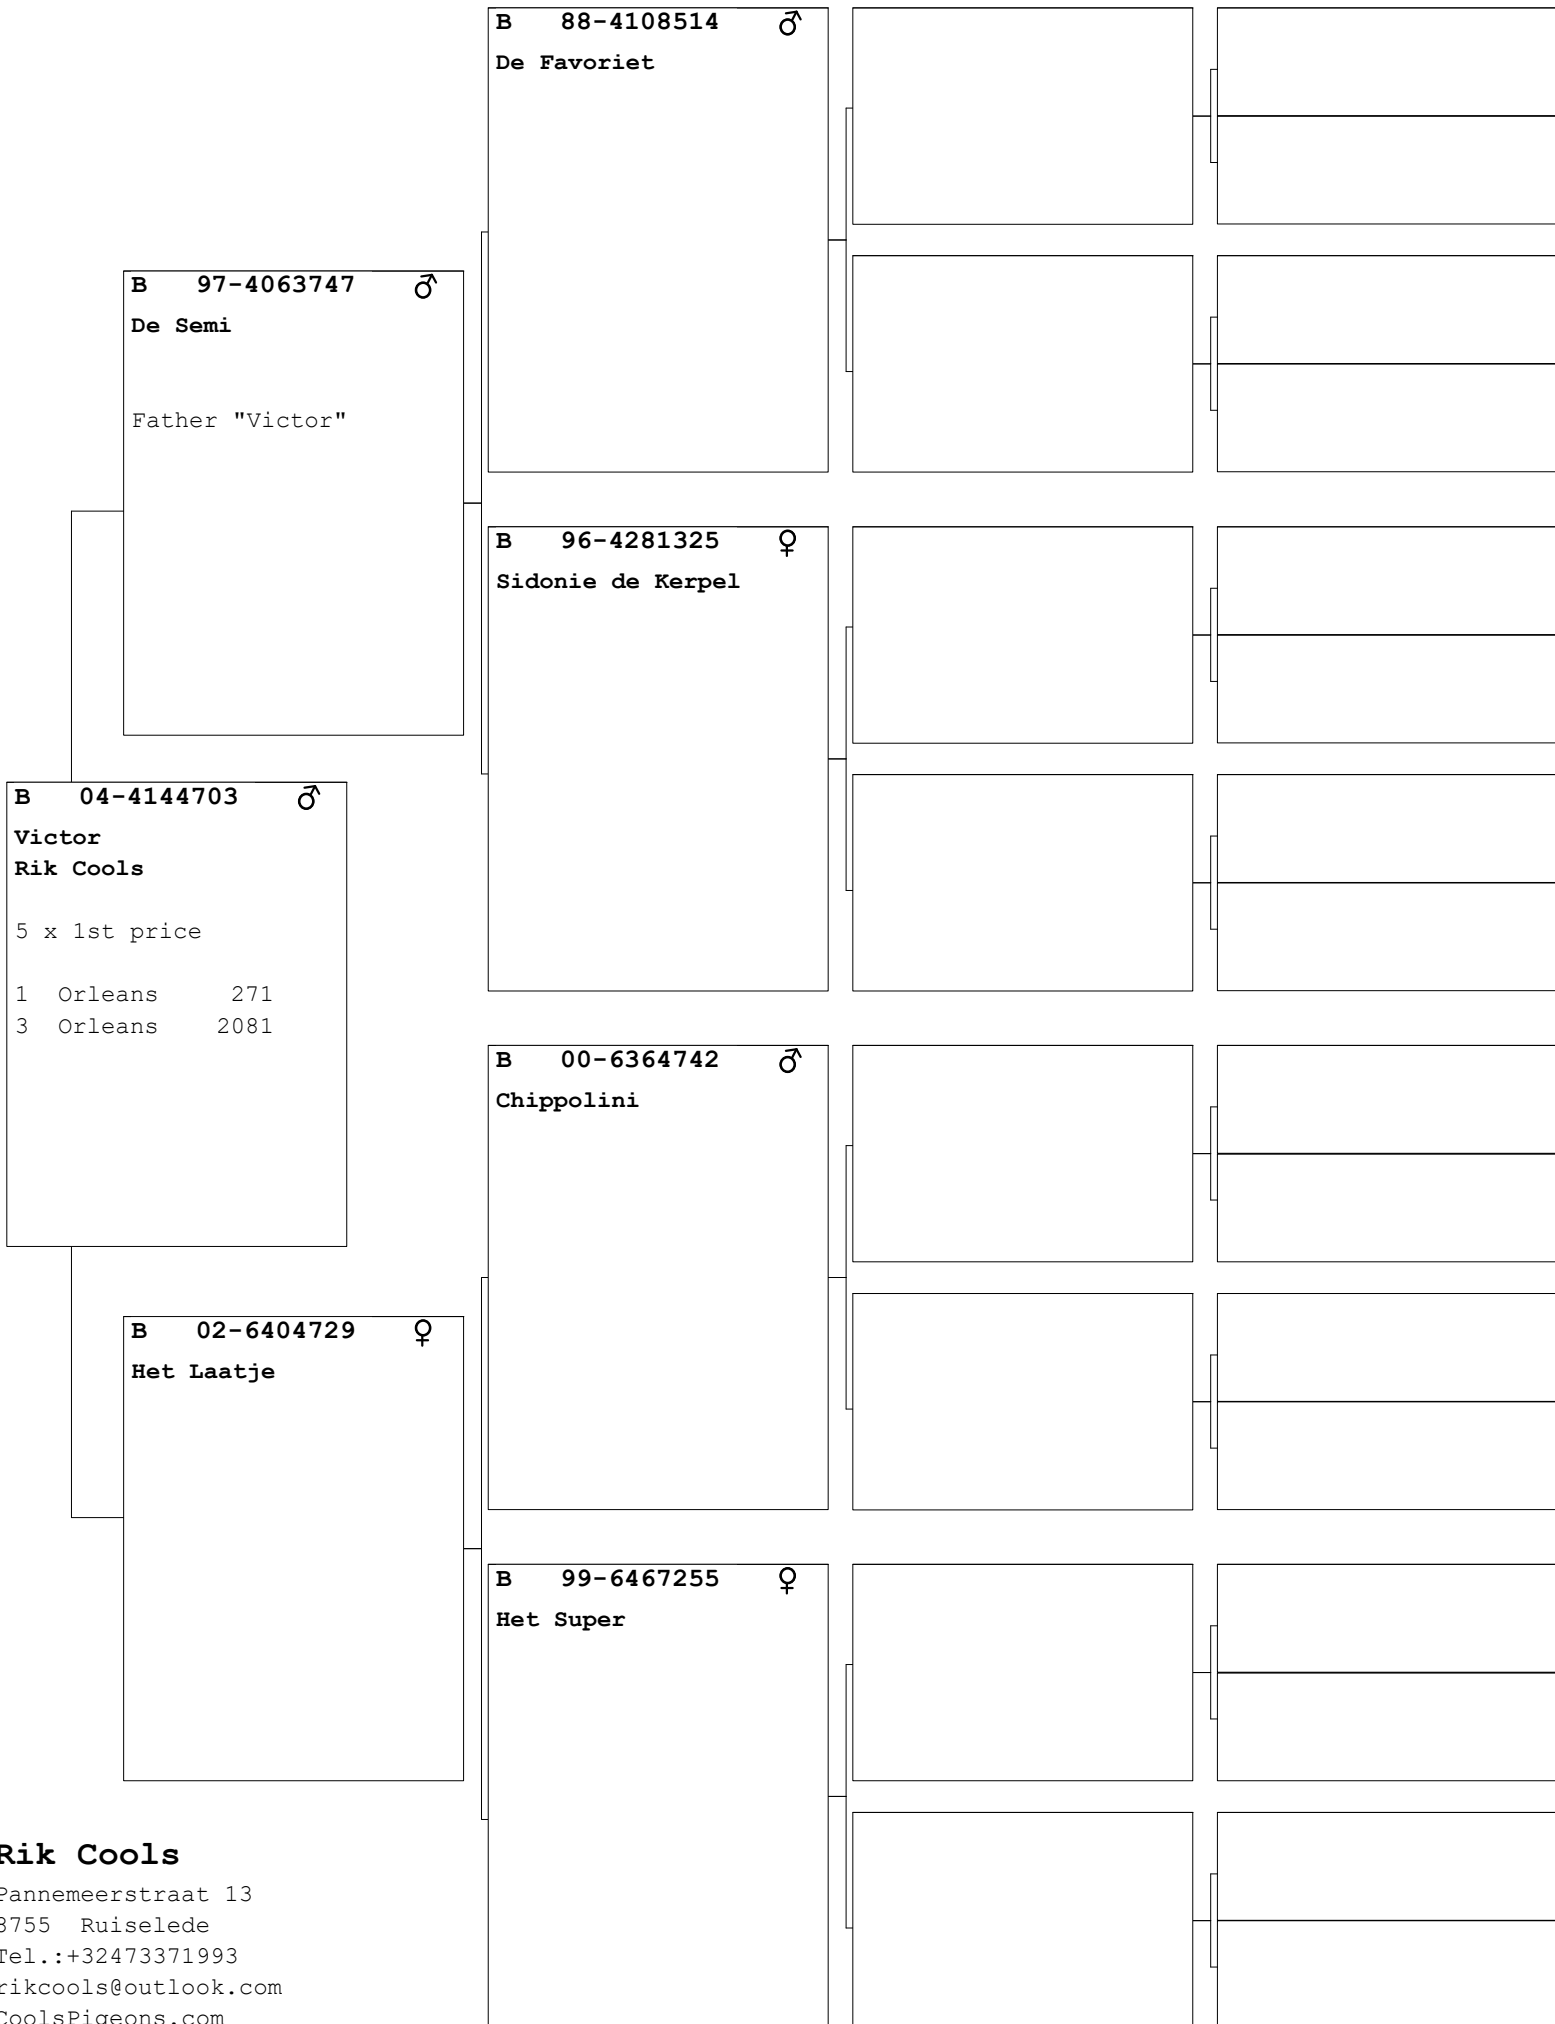 B 88-4108514 ♂
De Favoriet
B 97-4063747 ♂
De Semi
Father "Victor"
B 96-4281325 ♀
Sidonie de Kerpel
B 04-4144703 ♂
Victor
Rik Cools
5 x 1st price
1 Orleans 271
3 Orleans 2081
B 00-6364742 ♂
Chippolini
B 02-6404729 ♀
Het Laatje
B 99-6467255 ♀
Het Super
Rik Cools
Pannemeerstraat 13
8755 Ruiselede
Tel.:+32473371993
rikcools@outlook.com
CoolsPigeons.com